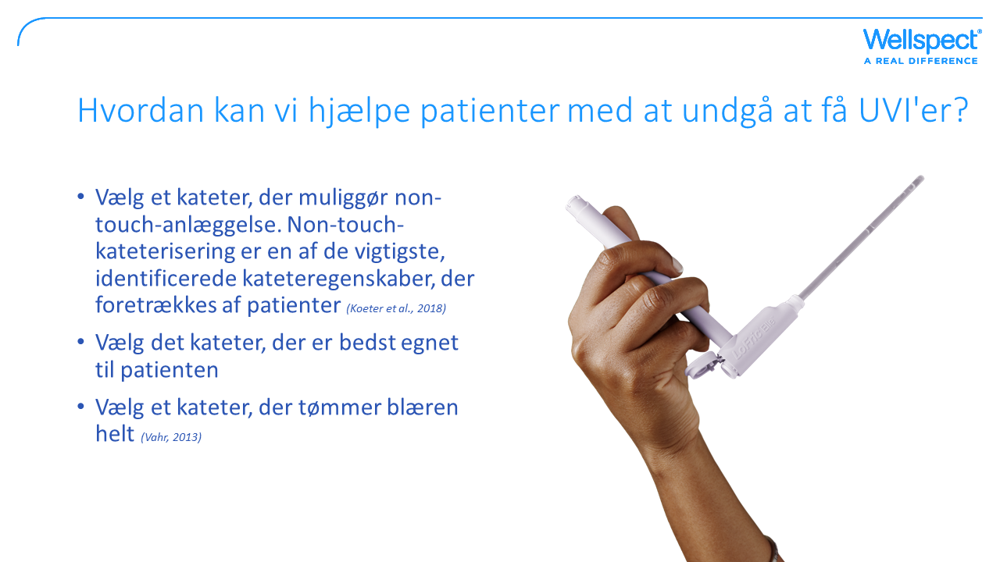 Wellspect®
A REAL DIFFERENCE
Hvordan kan vi hjælpe patienter med at undgå at få UVI'er?
• Vælg et kateter, der muliggør non-
touch-anlæggelse. Non-touch-
kateterisering er en af de vigtigste,
identificerede kateteregenskaber, der
foretrækkes af patienter (Koeter et al., 2018)
• Vælg det kateter, der er bedst egnet
til patienten
• Vælg et kateter, der tømmer blæren
helt (Vahr, 2013)
LoFric Elle